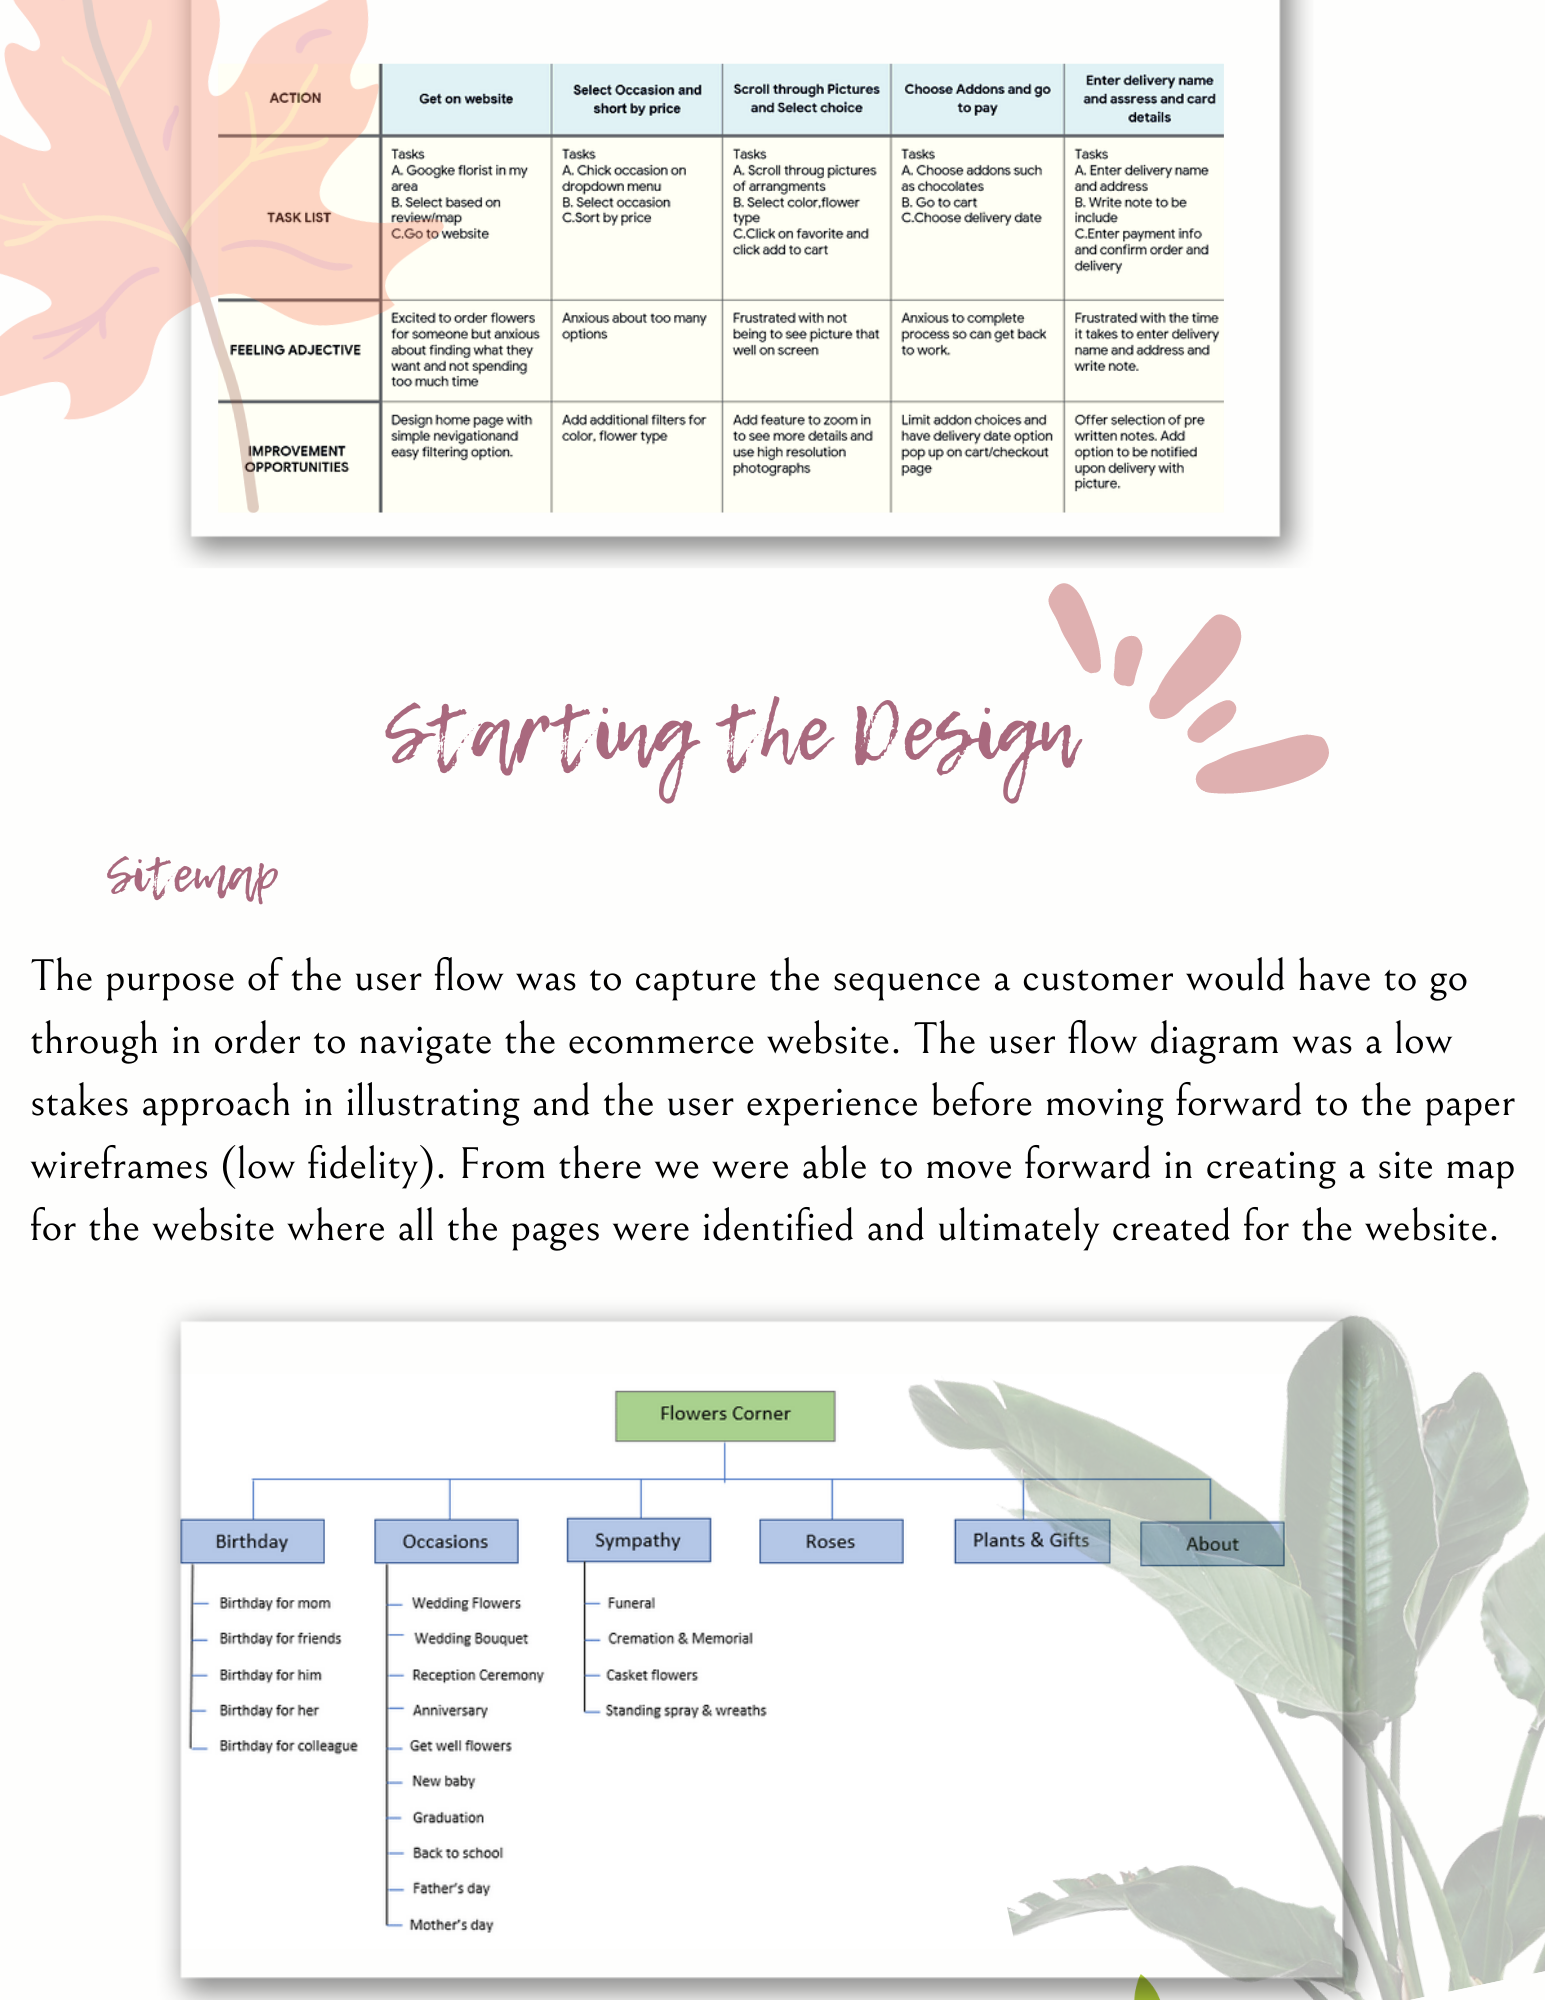 ACTION
Get on website
Select Occasion and
short by price
Scroll through Pictures
and Select choice
Choose Addons and go
to pay
Enter delivery name
and assress and card
details
TASK LIST
Tasks
A. Googke florist in my
area
B. Select based on
review/map
C.Go to website
Tasks
A. Chick occasion on
dropdown menu
B. Select occasion
C.Sort by price
Tasks
A. Scroll throug pictures
of arrangments
B. Select color,flower
type
C.Click on favorite and
click add to cart
Tasks
A. Choose addons such
as chocolates
B. Go to cart
C.Choose delivery date
Tasks
A. Enter delivery name
and address
B. Write note to be
include
C.Enter payment info
and confirm order and
delivery
FEELING ADJECTIVE
Excited to order flowers
for someone but anxious
about finding what they
want and not spending
too much time
Anxious about too many
options
Frustrated with not
being to see picture that
well on screen
Anxious to complete
process so can get back
to work.
Frustrated with the time
it takes to enter delivery
name and address and
write note.
IMPROVEMENT
OPPORTUNITIES
Design home page with
simple nevigationand
easy filtering option.
Add additional filters for
color, flower type
Add feature to zoom in
to see more details and
use high resolution
photographs
Limit addon choices and
have delivery date option
pop up on cart/checkout
page
Offer selection of pre
written notes. Add
option to be notified
upon delivery with
picture.
Starting the Design
Sitemap
The purpose of the user flow was to capture the sequence a customer would have to go
through in order to navigate the ecommerce website. The user flow diagram was a low
stakes approach in illustrating and the user experience before moving forward to the paper
wireframes (low fidelity). From there we were able to move forward in creating a site map
for the website where all the pages were identified and ultimately created for the website.
Flowers Corner
Birthday
Birthday for mom
Birthday for friends
Birthday for him
Birthday for her
Birthday for colleague
Occasions
Wedding Flowers
Wedding Bouquet
Reception Ceremony
Anniversary
Get well flowers
New baby
Graduation
Back to school
Father's day
Mother's day
Sympathy
Funeral
Cremation & Memorial
Casket flowers
Standing spray & wreaths
Roses
Plants & Gifts
About